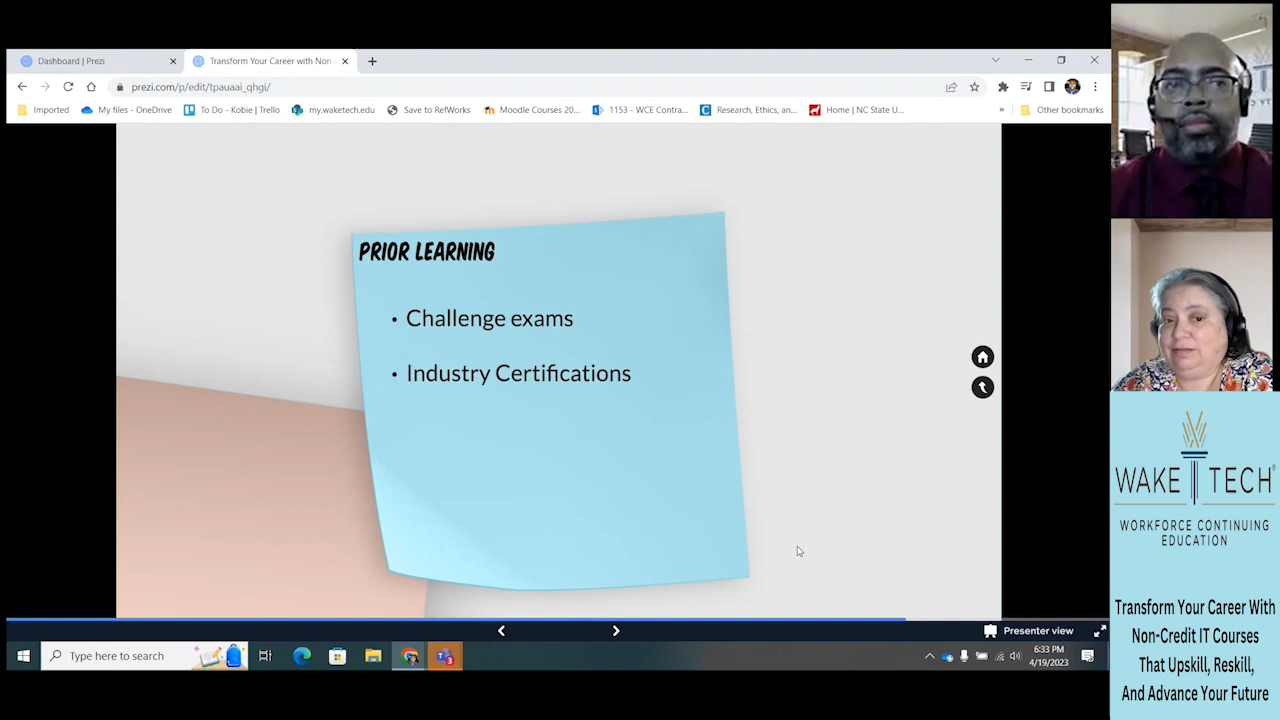 Dashboard | Prezi
Transform Your Career with Non-
prezi.com/p/edit/tpauaai_qhgi/
Imported
My files - OneDrive
To Do - Kobie | Trello
my.waketech.edu
Save to RefWorks
Moodle Courses 20...
1153 - WCE Contra...
Research, Ethics, an...
Home | NC State U...
»
Other bookmarks
PRIOR LEARNING
• Challenge exams
• Industry Certifications
Presenter view
Type here to search
6:33 PM
4/19/2023
WAKE TECH®
WORKFORCE CONTINUING
EDUCATION
Transform Your Career With
Non-Credit IT Courses
That Upskill, Reskill,
And Advance Your Future